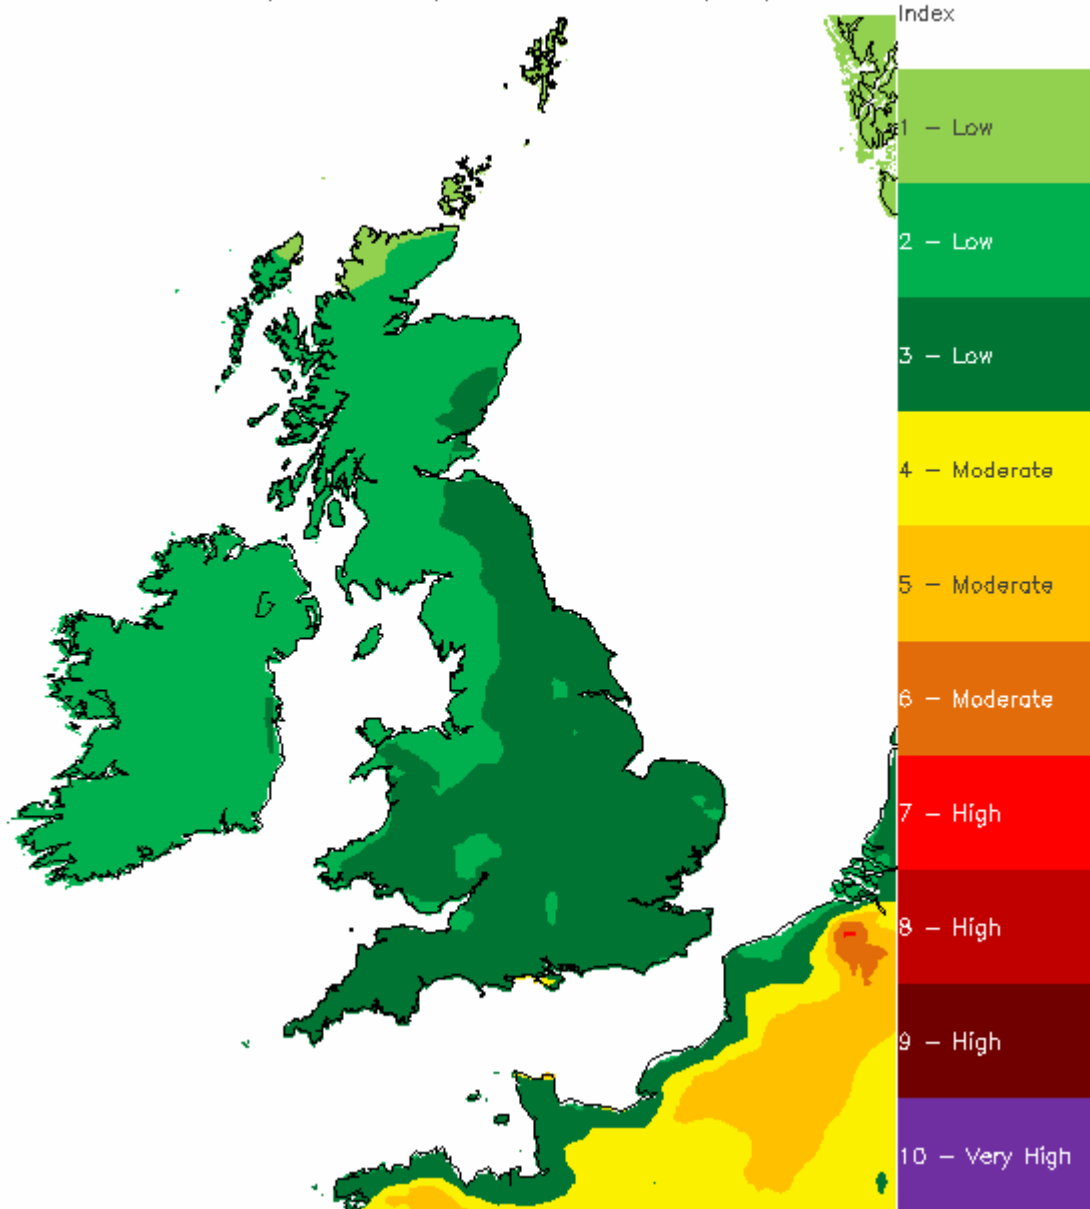 Index
1 – Low
2 – Low
3 – Low
4 – Moderate
5 – Moderate
6 – Moderate
7 – High
8 – High
9 – High
10 – Very High